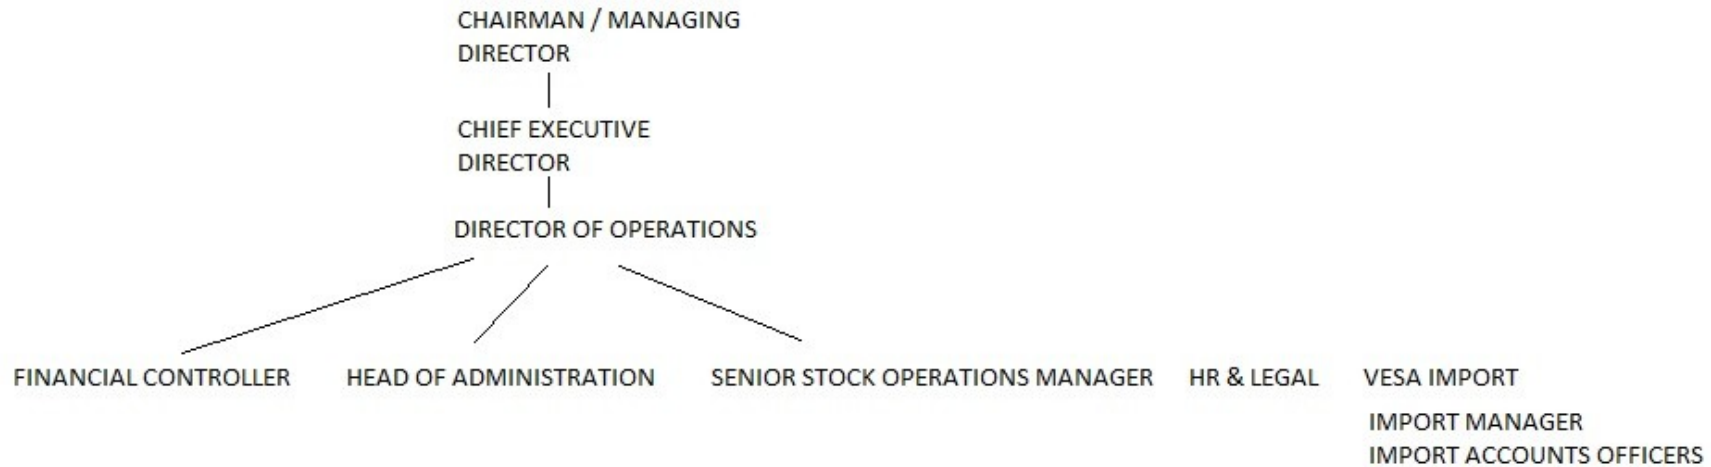 CHAIRMAN / MANAGING
DIRECTOR
CHIEF EXECUTIVE
DIRECTOR
DIRECTOR OF OPERATIONS
FINANCIAL CONTROLLER
HEAD OF ADMINISTRATION
SENIOR STOCK OPERATIONS MANAGER
HR & LEGAL
VESA IMPORT
IMPORT MANAGER
IMPORT ACCOUNTS OFFICERS